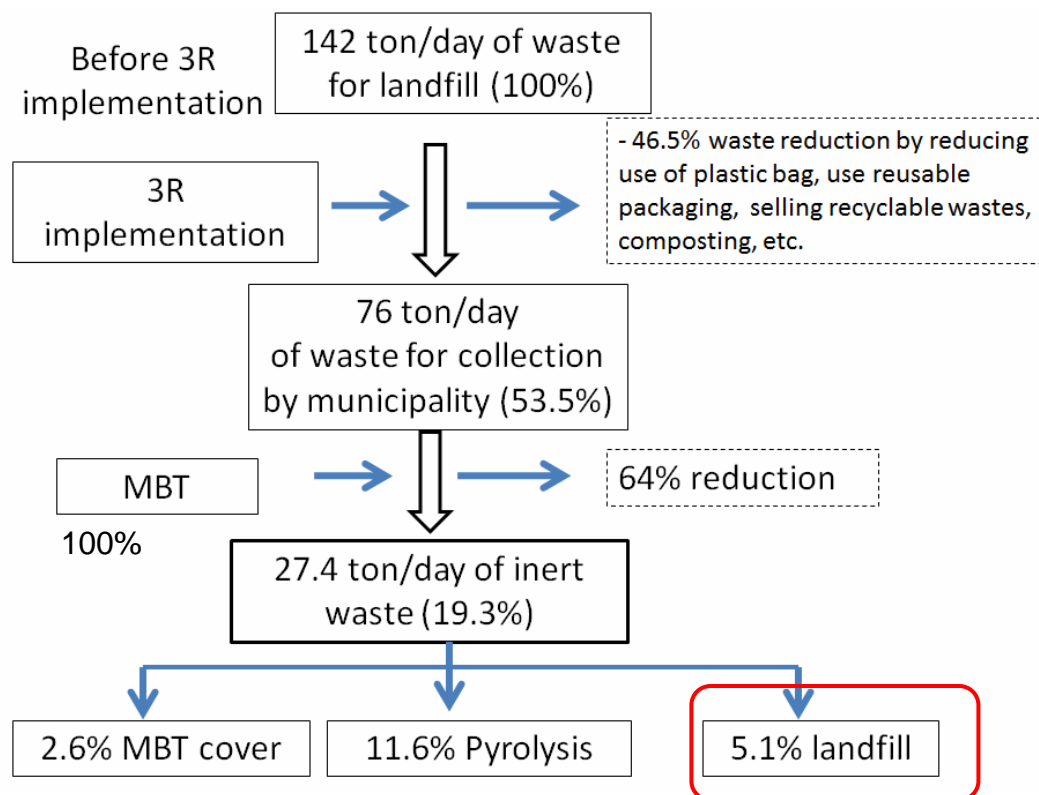 Before 3R
implementation
142 ton/day of waste
for landfill (100%)
- 46.5% waste reduction by reducing
use of plastic bag, use reusable
packaging, selling recyclable wastes,
composting, etc.
3R
implementation
76 ton/day
of waste for collection
by municipality (53.5%)
MBT
100%
64% reduction
27.4 ton/day of inert
waste (19.3%)
2.6% MBT cover
11.6% Pyrolysis
5.1% landfill